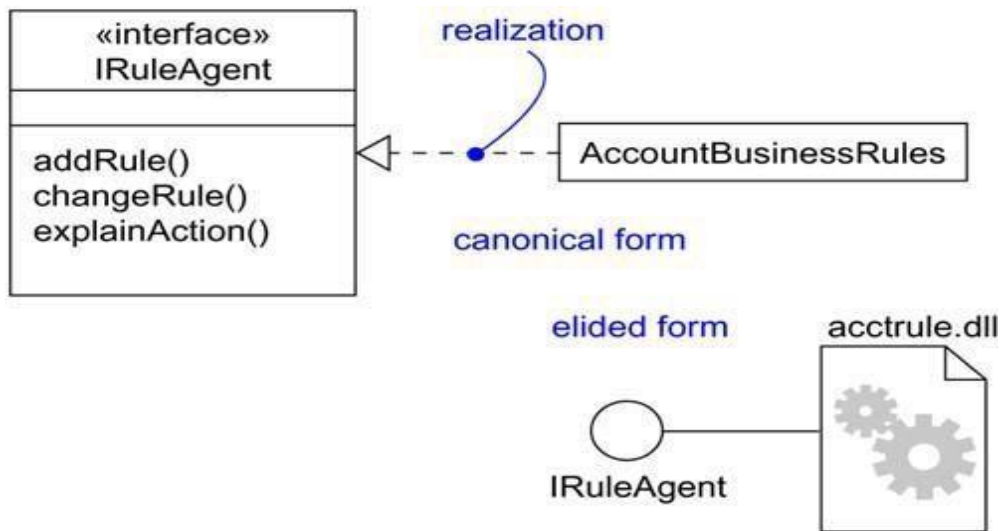 «interface»
IRuleAgent
addRule()
changeRule()
explainAction()
realization
AccountBusinessRules
canonical form
elided form
acctrule.dll
IRuleAgent